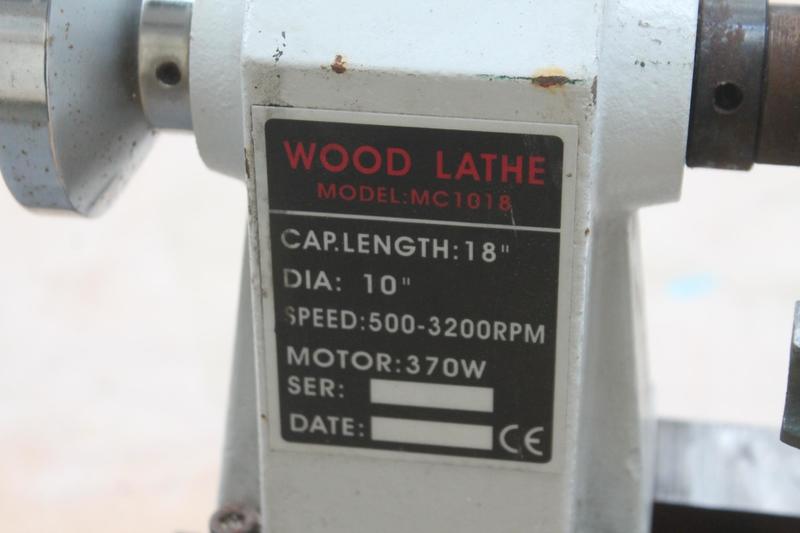 WOOD LATHE
MODEL:MC1018
CAP.LENGTH:18"
DIA: 10"
SPEED:500-3200RPM
MOTOR:370W
SER:
DATE: CE